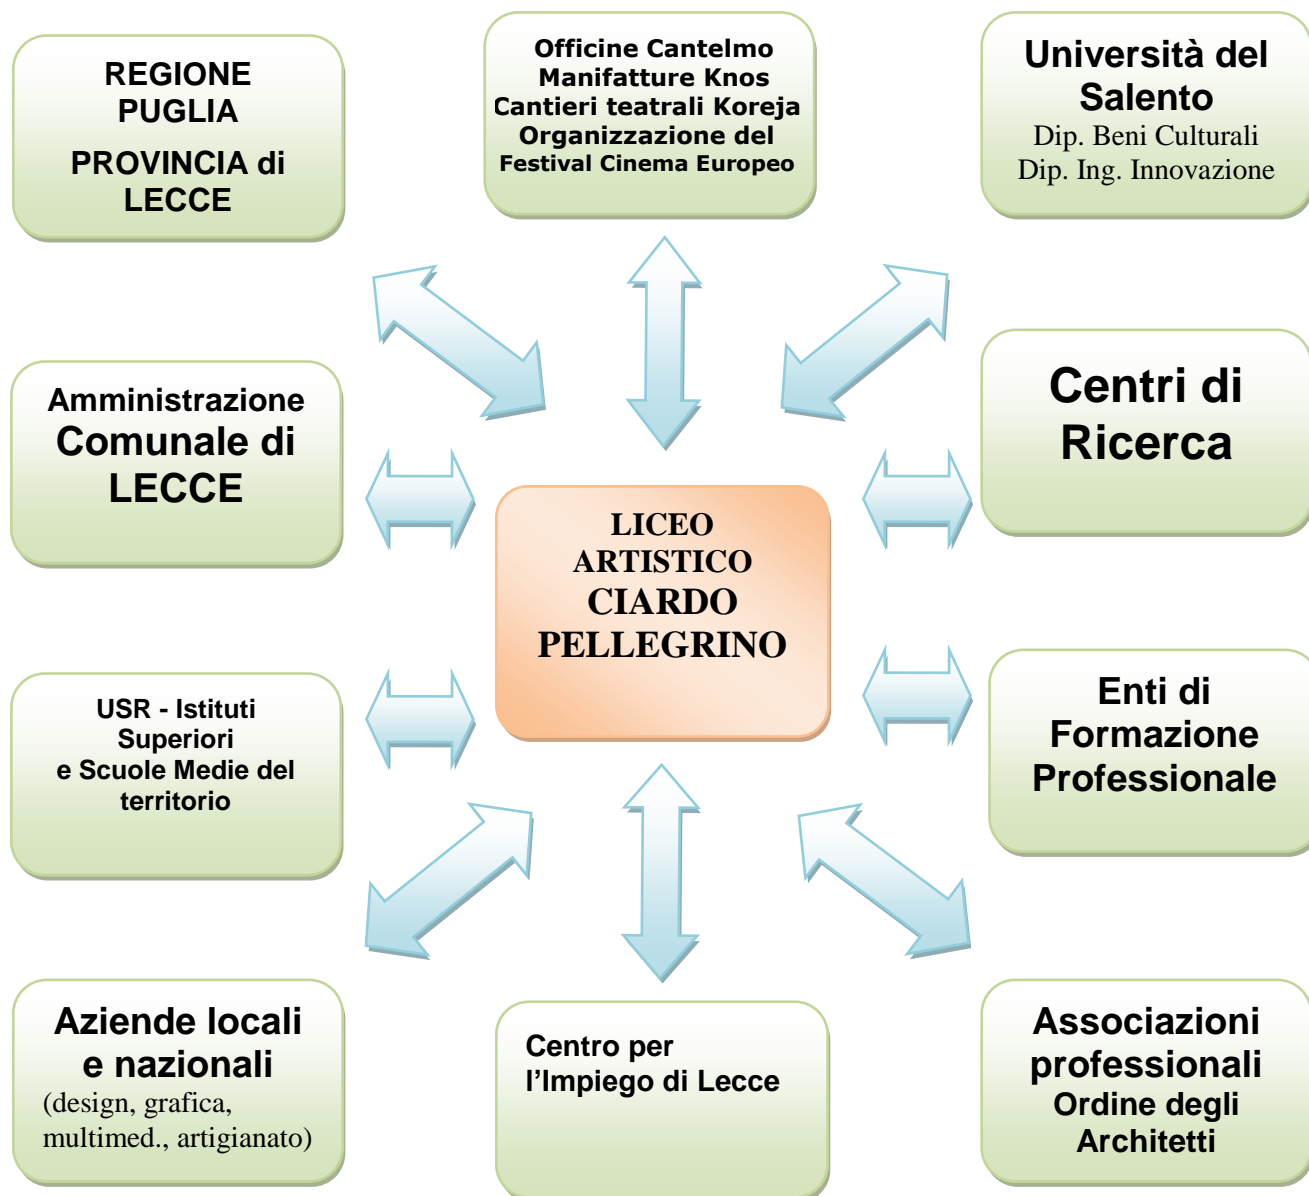 REGIONE
PUGLIA
PROVINCIA di
LECCE
Officine Cantelmo
Manifatture Knos
Cantieri teatrali Koreja
Organizzazione del
Festival Cinema Europeo
Università del
Salento
Dip. Beni Culturali
Dip. Ing. Innovazione
Amministrazione
Comunale di
LECCE
Centri di
Ricerca
LICEO
ARTISTICO
CIARDO
PELLEGRINO
USR - Istituti
Superiori
e Scuole Medie del
territorio
Enti di
Formazione
Professionale
Aziende locali
e nazionali
(design, grafica,
multimed., artigianato)
Centro per
l'Impiego di Lecce
Associazioni
professionali
Ordine degli
Architetti